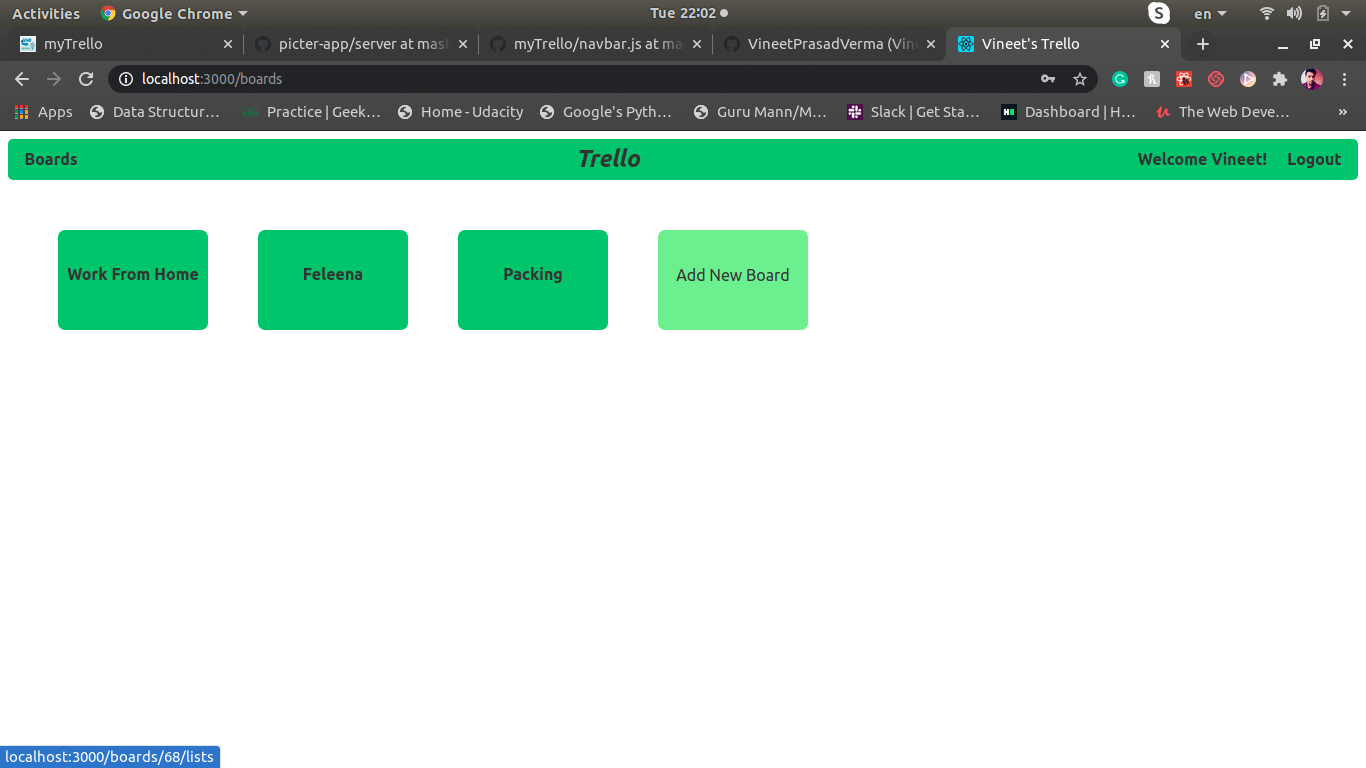 Activities Google Chrome Tue 22:02 en
myTrello picter-app/server at mast myTrello/navbar.js at ma VineetPrasadVerma (Vin Vineet's Trello
localhost:3000/boards
Apps Data Structur… Practice | Geek… Home - Udacity Google's Pyth… Guru Mann/M… Slack | Get Sta… Dashboard | H… The Web Deve… »
Boards Trello Welcome Vineet! Logout
Work From Home Feleena Packing Add New Board
localhost:3000/boards/68/lists